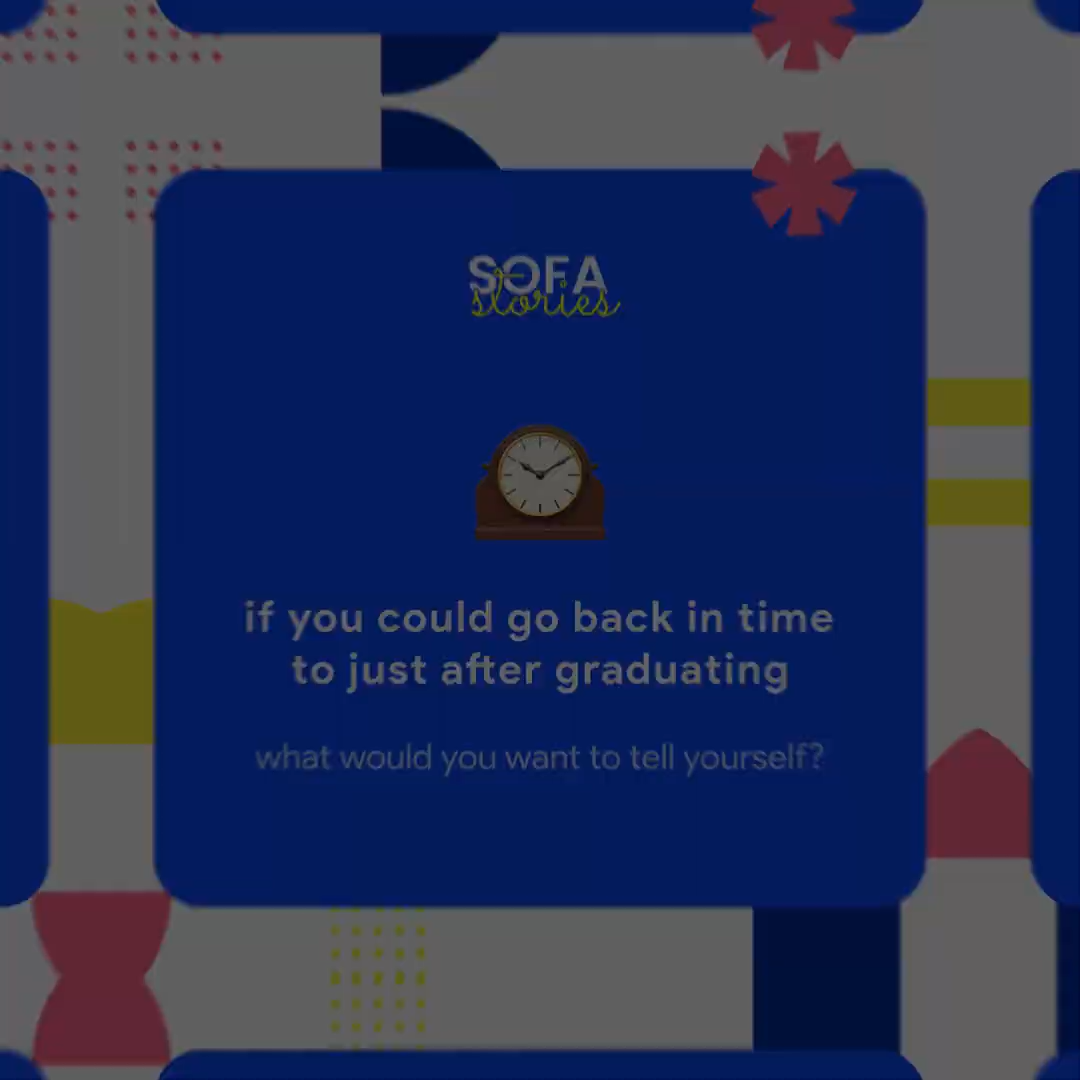 SOFA
stories
if you could go back in time
to just after graduating
what would you want to tell yourself?